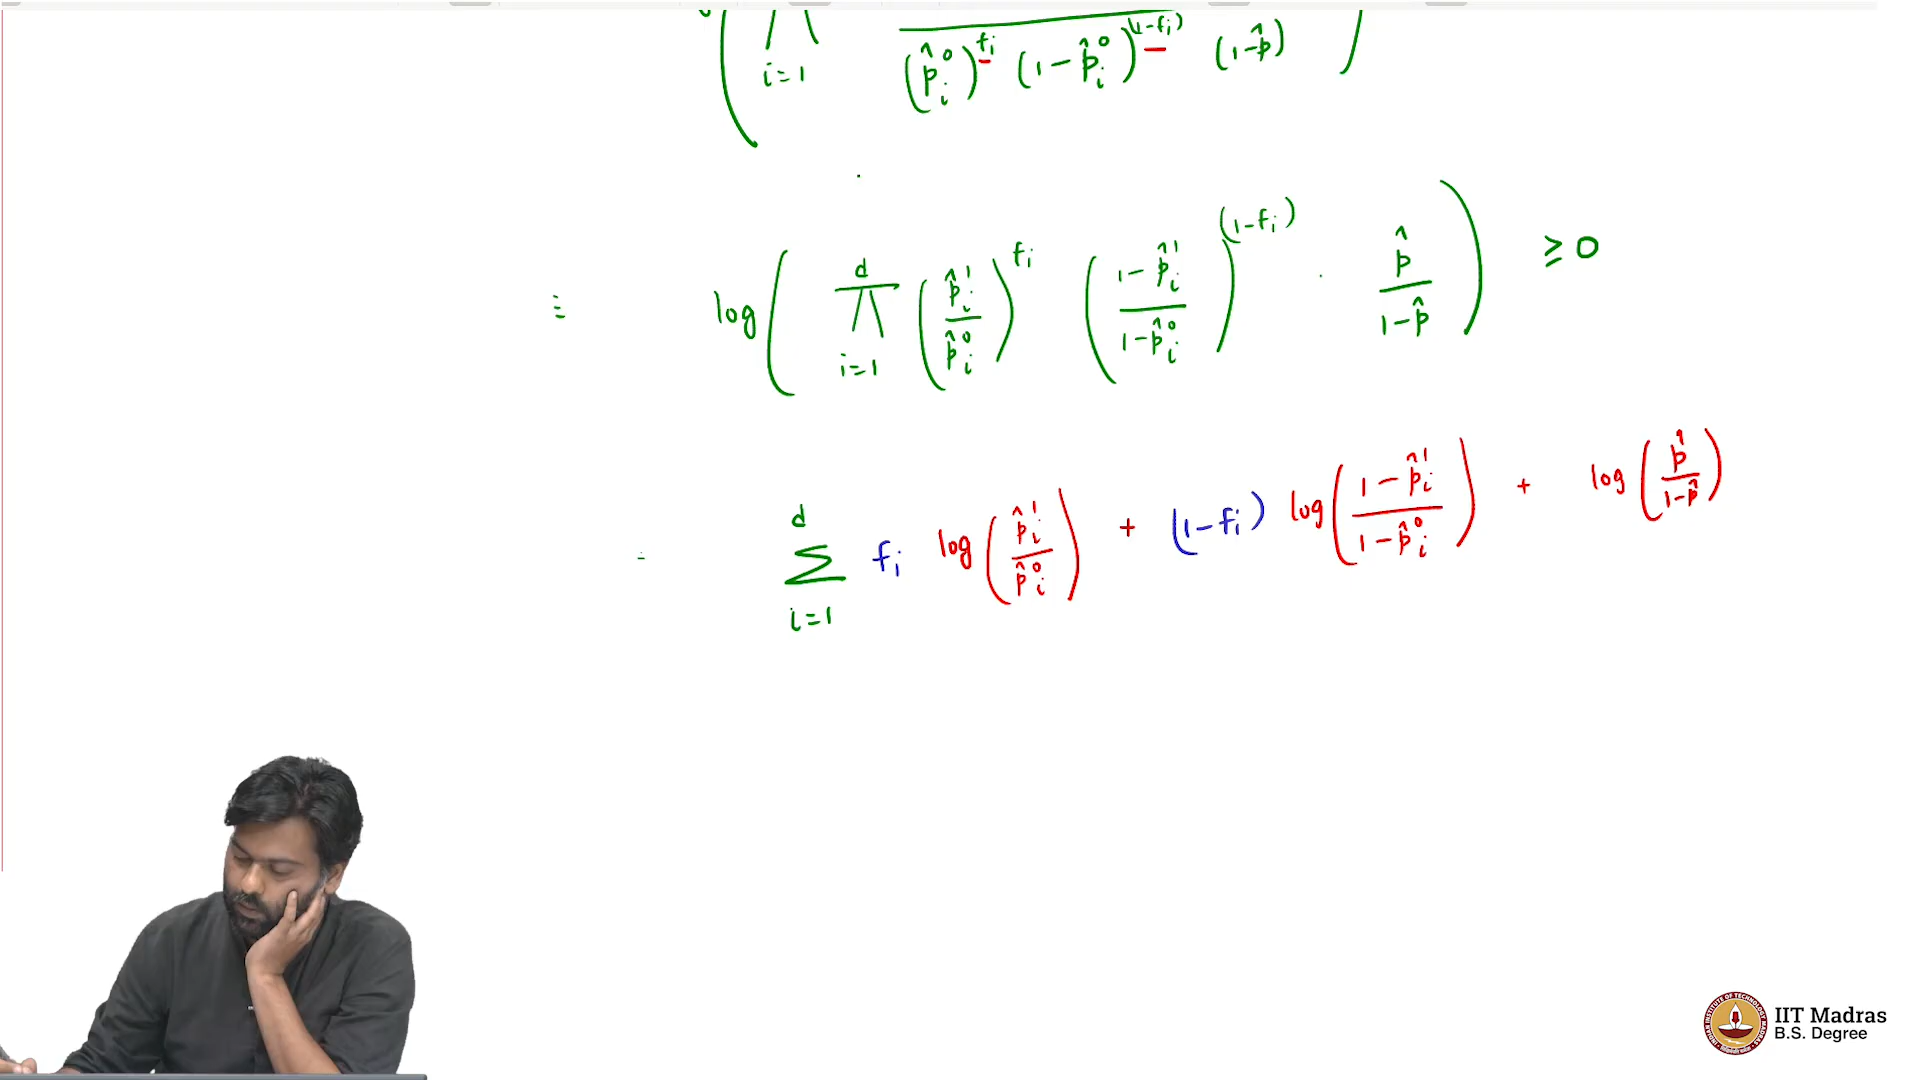 i=1 (p̂_i^0)^{f_i} (1-p̂_i^0)^{(1-f_i)} (1-p̂)
≡ log( ∏_{i=1}^{d} (p̂_i^1 / p̂_i^0)^{f_i} ((1-p̂_i^1) / (1-p̂_i^0))^{(1-f_i)} · p̂ / (1-p̂) ) ≥ 0
∑_{i=1}^{d} f_i log(p̂_i^1 / p̂_i^0) + (1-f_i) log((1-p̂_i^1) / (1-p̂_i^0)) + log(p̂ / (1-p̂))
IIT Madras
B.S. Degree